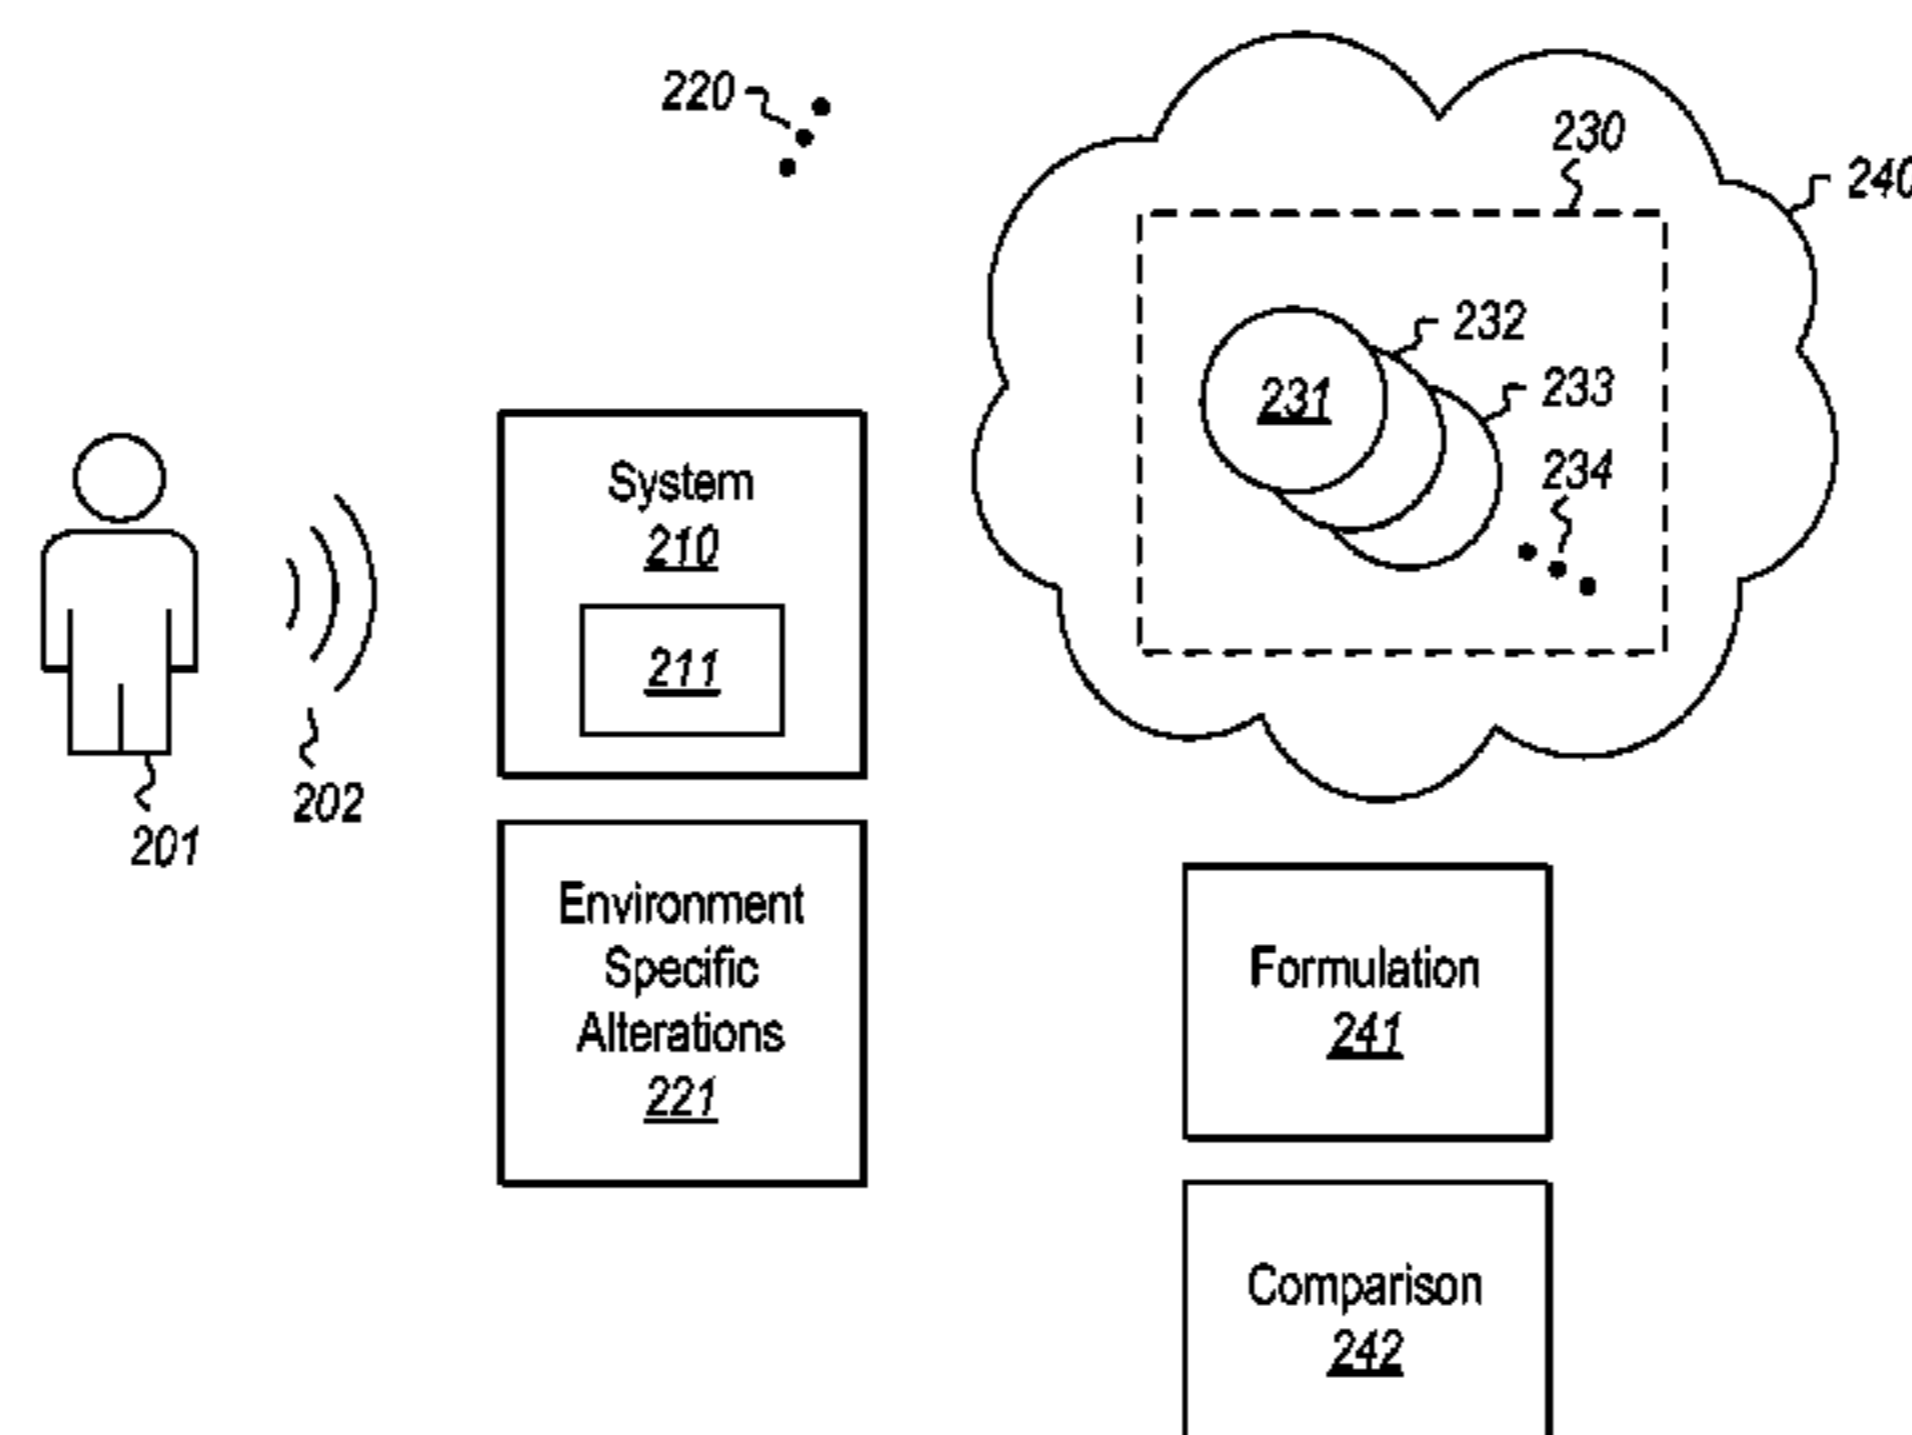 220
230
240
232
231
233
234
System
210
211
202
201
Environment
Specific
Alterations
221
Formulation
241
Comparison
242